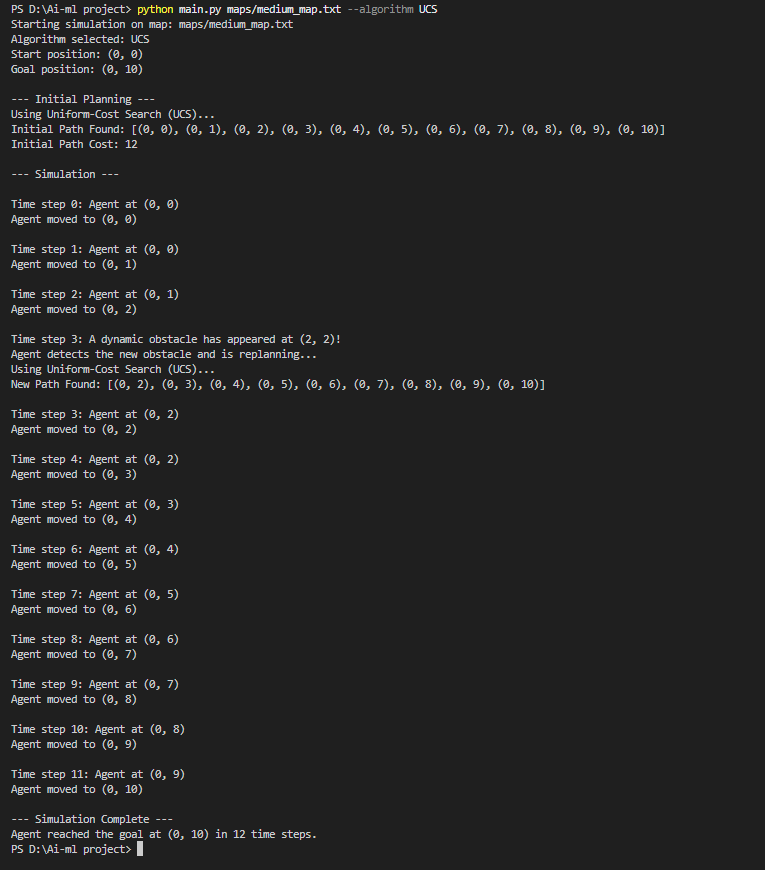 PS D:\Ai-ml project> python main.py maps/medium_map.txt --algorithm UCS
Starting simulation on map: maps/medium_map.txt
Algorithm selected: UCS
Start position: (0, 0)
Goal position: (0, 10)
--- Initial Planning ---
Using Uniform-Cost Search (UCS)...
Initial Path Found: [(0, 0), (0, 1), (0, 2), (0, 3), (0, 4), (0, 5), (0, 6), (0, 7), (0, 8), (0, 9), (0, 10)]
Initial Path Cost: 12
--- Simulation ---
Time step 0: Agent at (0, 0)
Agent moved to (0, 0)
Time step 1: Agent at (0, 0)
Agent moved to (0, 1)
Time step 2: Agent at (0, 1)
Agent moved to (0, 2)
Time step 3: A dynamic obstacle has appeared at (2, 2)!
Agent detects the new obstacle and is replanning...
Using Uniform-Cost Search (UCS)...
New Path Found: [(0, 2), (0, 3), (0, 4), (0, 5), (0, 6), (0, 7), (0, 8), (0, 9), (0, 10)]
Time step 3: Agent at (0, 2)
Agent moved to (0, 2)
Time step 4: Agent at (0, 2)
Agent moved to (0, 3)
Time step 5: Agent at (0, 3)
Agent moved to (0, 4)
Time step 6: Agent at (0, 4)
Agent moved to (0, 5)
Time step 7: Agent at (0, 5)
Agent moved to (0, 6)
Time step 8: Agent at (0, 6)
Agent moved to (0, 7)
Time step 9: Agent at (0, 7)
Agent moved to (0, 8)
Time step 10: Agent at (0, 8)
Agent moved to (0, 9)
Time step 11: Agent at (0, 9)
Agent moved to (0, 10)
--- Simulation Complete ---
Agent reached the goal at (0, 10) in 12 time steps.
PS D:\Ai-ml project>